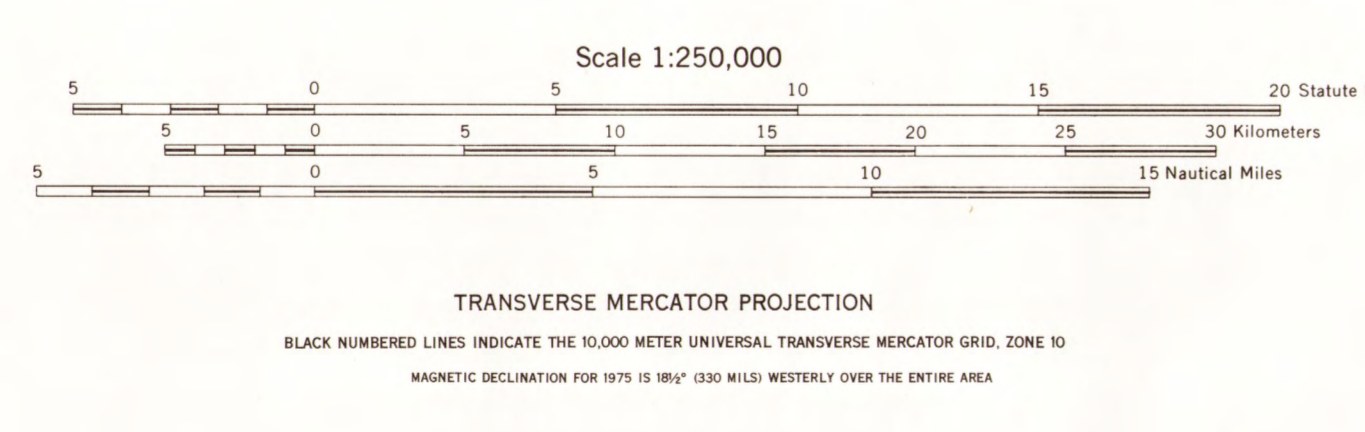 Scale 1:250,000
5 0 5 10 15 20 Statute
5 0 5 10 15 20 25 30 Kilometers
5 0 5 10 15 Nautical Miles
TRANSVERSE MERCATOR PROJECTION
BLACK NUMBERED LINES INDICATE THE 10,000 METER UNIVERSAL TRANSVERSE MERCATOR GRID, ZONE 10
MAGNETIC DECLINATION FOR 1975 IS 18½° (330 MILS) WESTERLY OVER THE ENTIRE AREA